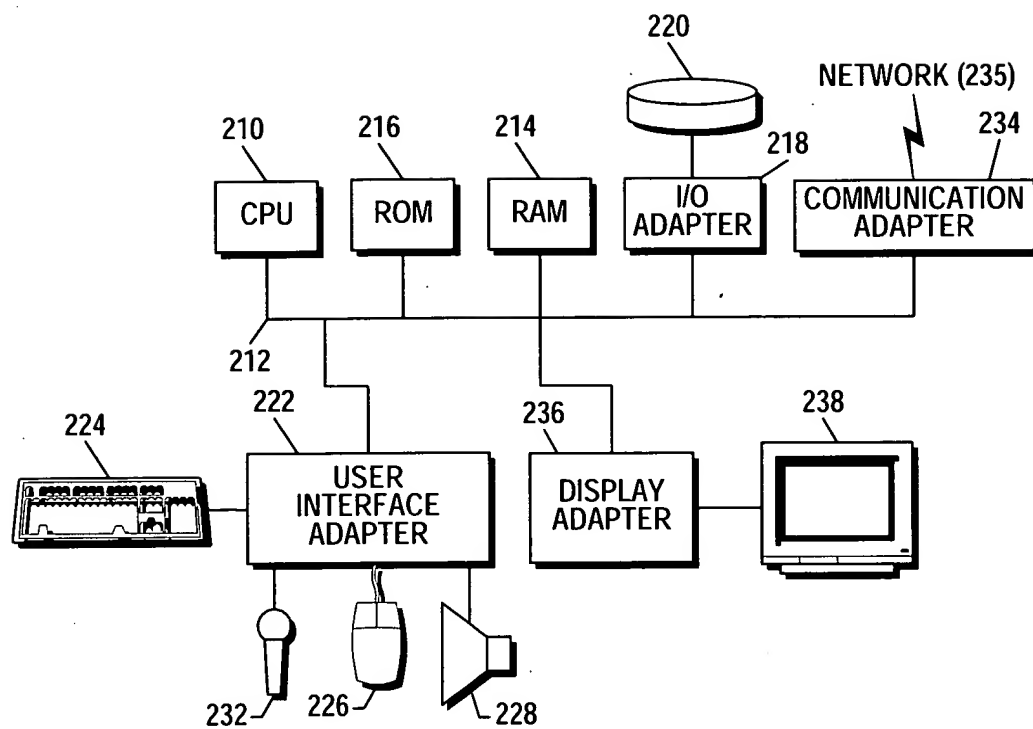 220
NETWORK (235)
210
216
214
218
234
CPU
ROM
RAM
I/O
ADAPTER
COMMUNICATION
ADAPTER
212
224
222
236
238
USER
INTERFACE
ADAPTER
DISPLAY
ADAPTER
232
226
228